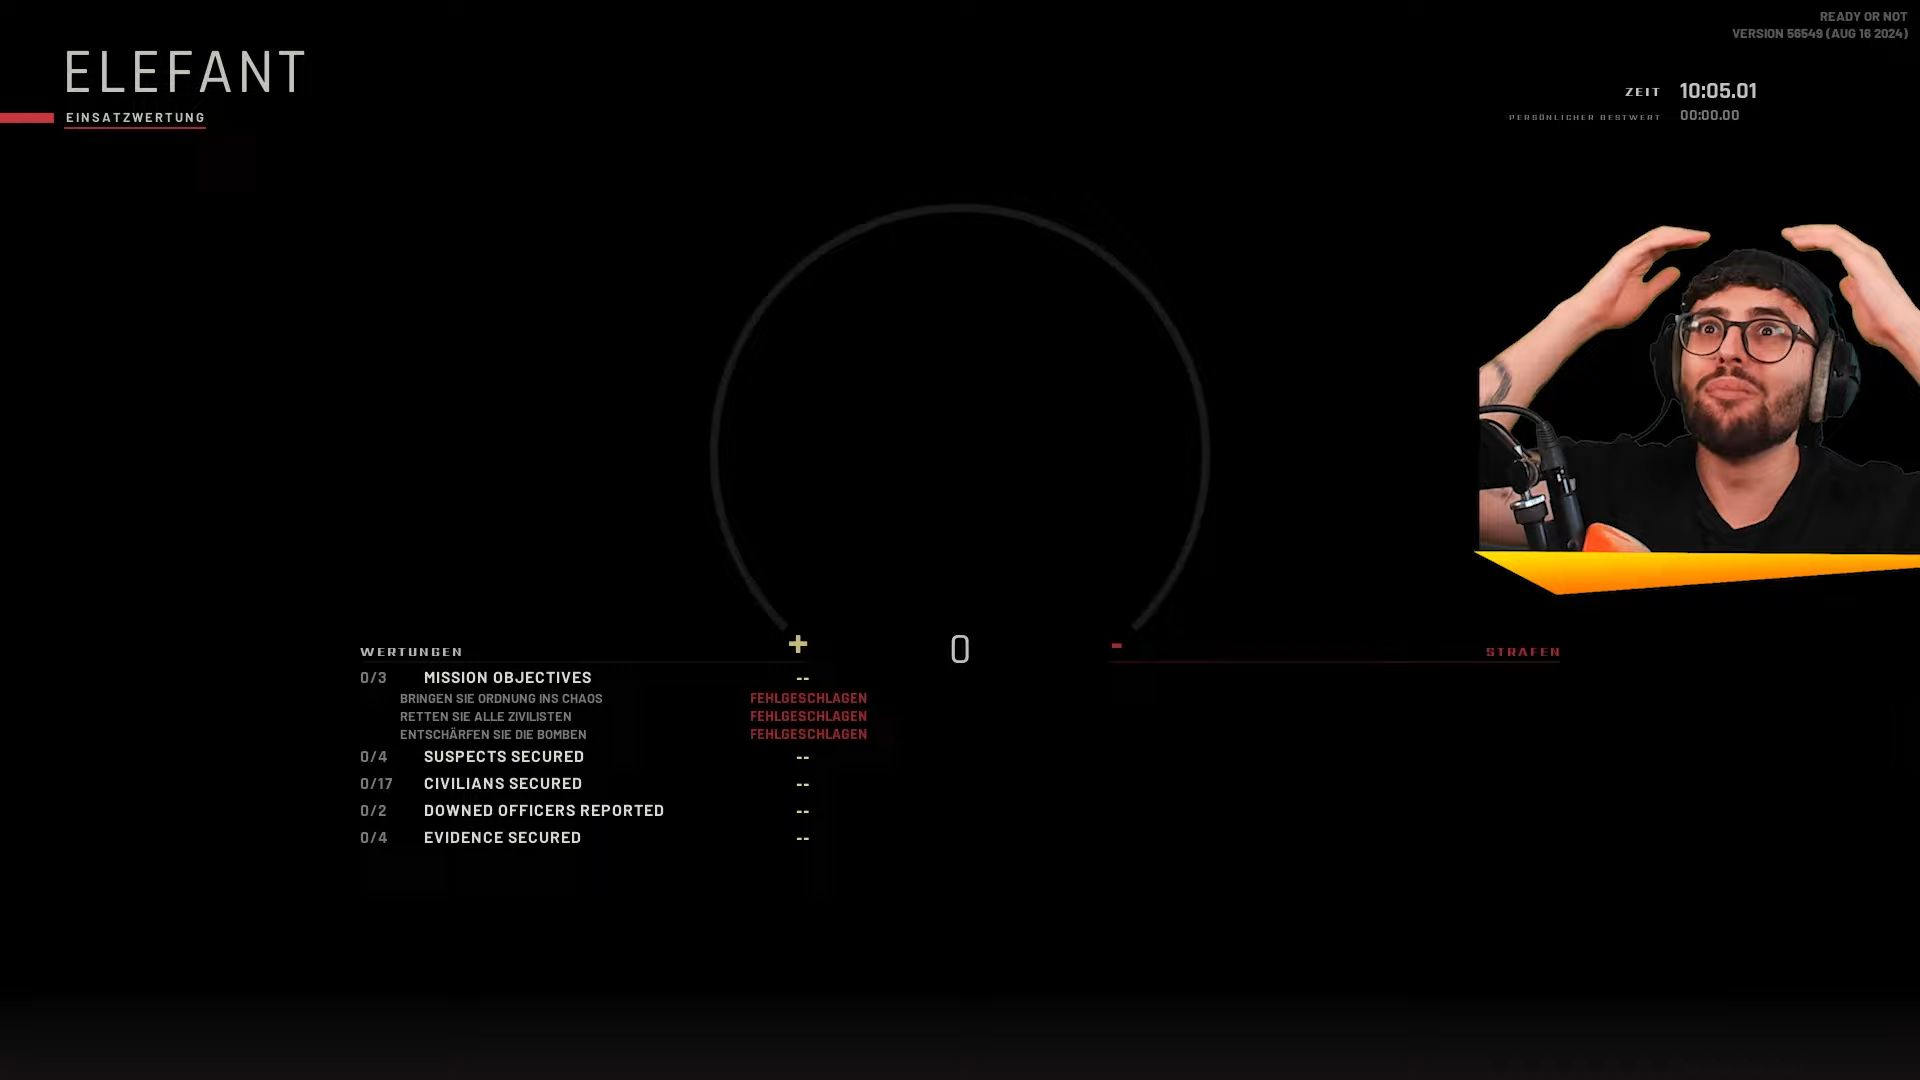 READY OR NOT
VERSION 56549 (AUG 16 2024)
ELEFANT
EINSATZWERTUNG
ZEIT 10:05.01
PERSÖNLICHER BESTWERT 00:00.00
WERTUNGEN + 0 - STRAFEN
0/3 MISSION OBJECTIVES --
BRINGEN SIE ORDNUNG INS CHAOS FEHLGESCHLAGEN
RETTEN SIE ALLE ZIVILISTEN FEHLGESCHLAGEN
ENTSCHÄRFEN SIE DIE BOMBEN FEHLGESCHLAGEN
0/4 SUSPECTS SECURED --
0/17 CIVILIANS SECURED --
0/2 DOWNED OFFICERS REPORTED --
0/4 EVIDENCE SECURED --